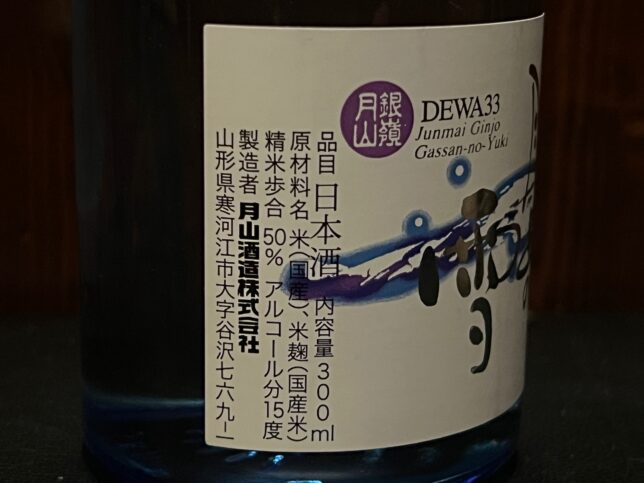 銀嶺
月山
DEWA33
Junmai Ginjo
Gassan-no-Yuki
品目 日本酒 内容量300ml
原材料名 米(国産)、米麹(国産米)
精米歩合 50% アルコール分15度
製造者 月山酒造株式会社
山形県寒河江市大字谷沢七六九-一
雪